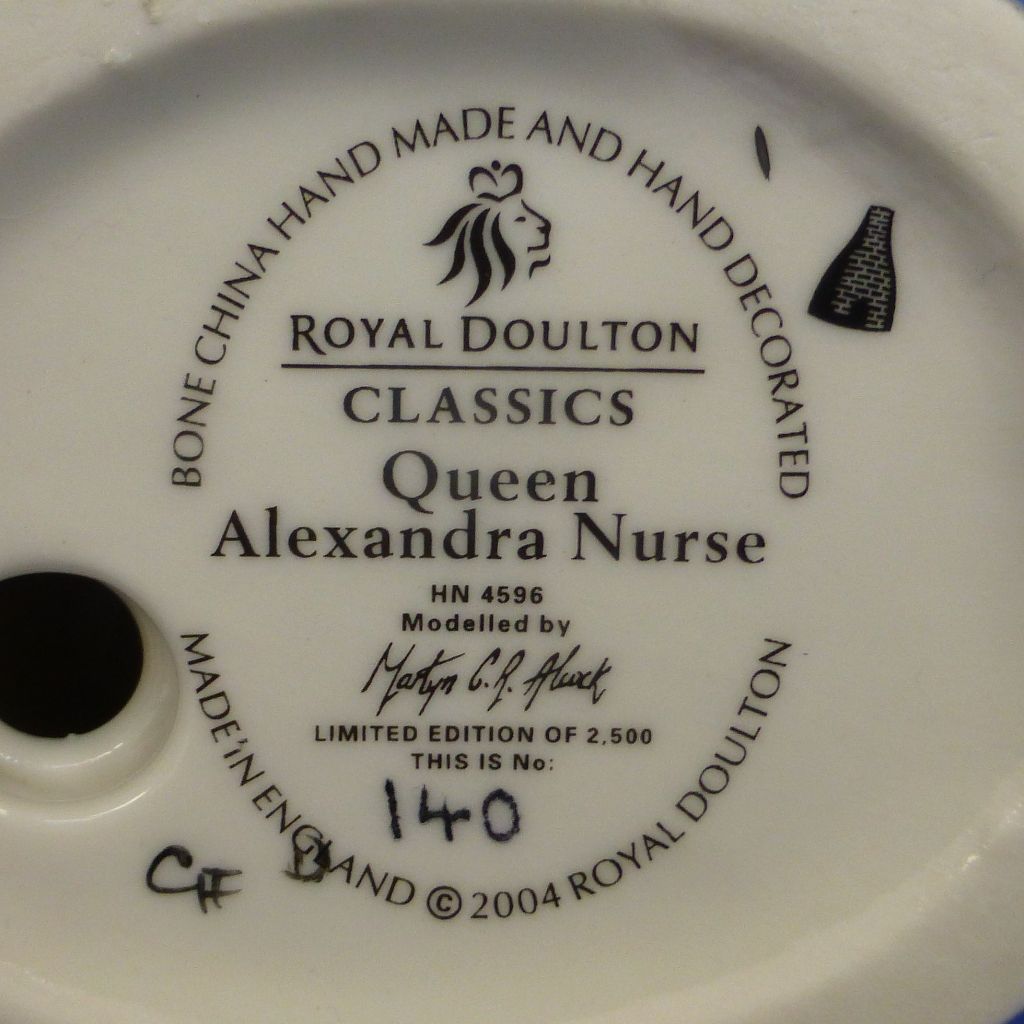 BONE CHINA HAND MADE AND HAND DECORATED
ROYAL DOULTON
CLASSICS
Queen
Alexandra Nurse
HN 4596
Modelled by
Martyn C.R. Alcock
LIMITED EDITION OF 2,500
THIS IS No:
140
MADE IN ENGLAND © 2004 ROYAL DOULTON
CH B